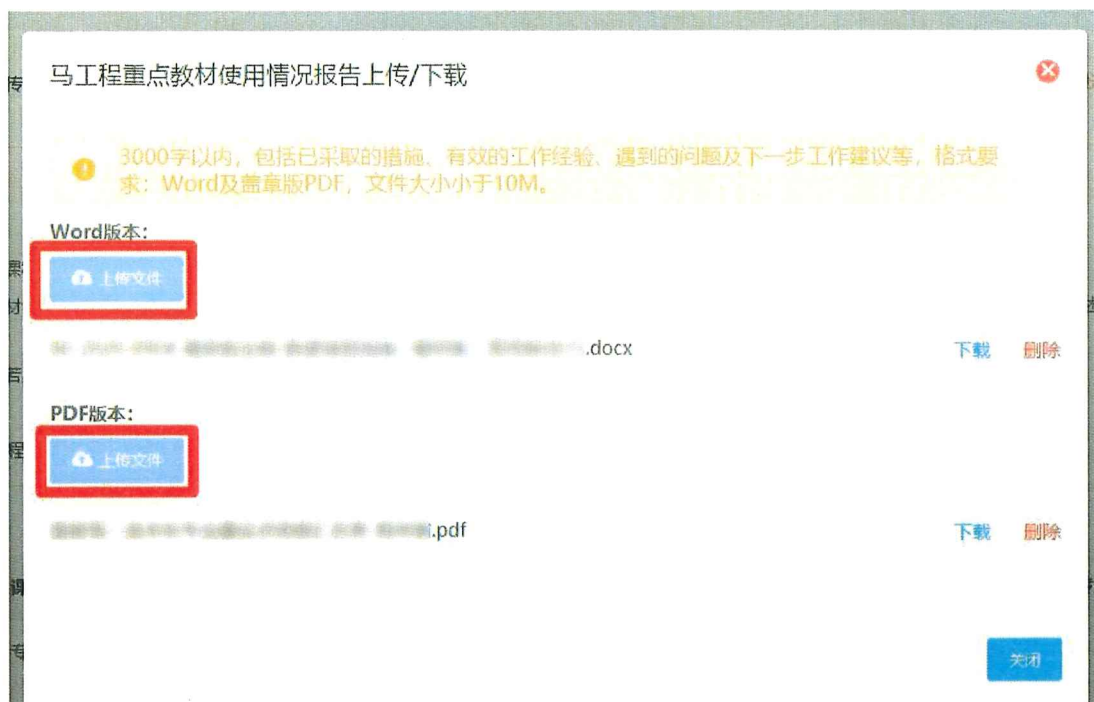 马工程重点教材使用情况报告上传/下载
3000字以内，包括已采取的措施、有效的工作经验、遇到的问题及下一步工作建议等，格式要
求：Word及盖章版PDF，文件大小小于10M。
Word版本：
上传文件
.docx
下载 删除
PDF版本：
上传文件
.pdf
下载 删除
关闭